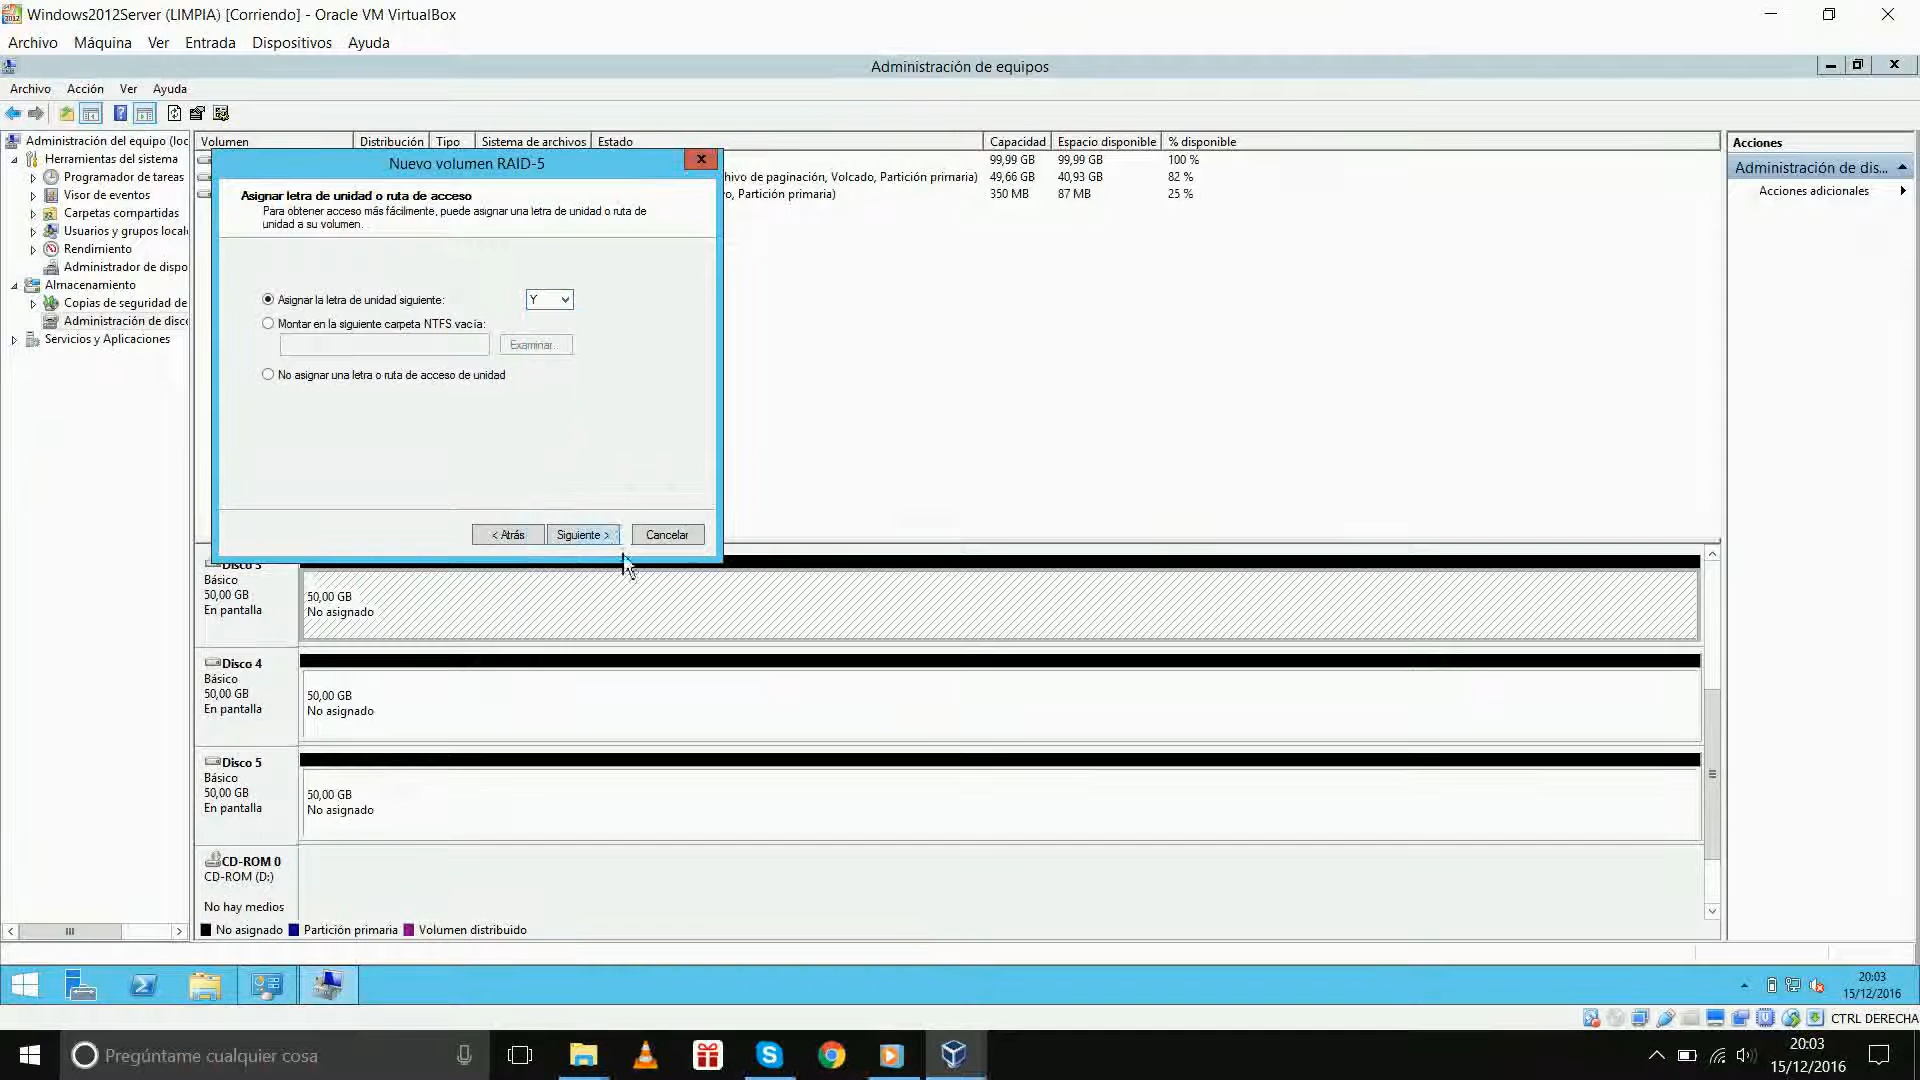 Windows2012Server (LIMPIA) [Corriendo] - Oracle VM VirtualBox
Archivo Máquina Ver Entrada Dispositivos Ayuda
Administración de equipos
Archivo Acción Ver Ayuda
Administración del equipo (loc
Herramientas del sistema
Programador de tareas
Visor de eventos
Carpetas compartidas
Usuarios y grupos local
Rendimiento
Administrador de dispo
Almacenamiento
Copias de seguridad de
Administración de disc
Servicios y Aplicaciones
Volumen Distribución Tipo Sistema de archivos Estado Capacidad Espacio disponible % disponible
99,99 GB 99,99 GB 100 %
hivo de paginación, Volcado, Partición primaria) 49,66 GB 40,93 GB 82 %
o, Partición primaria) 350 MB 87 MB 25 %
Nuevo volumen RAID-5
Asignar letra de unidad o ruta de acceso
Para obtener acceso más fácilmente, puede asignar una letra de unidad o ruta de
unidad a su volumen.
Asignar la letra de unidad siguiente: Y
Montar en la siguiente carpeta NTFS vacía:
Examinar...
No asignar una letra o ruta de acceso de unidad
< Atrás Siguiente > Cancelar
Disco 3
Básico
50,00 GB
En pantalla
50,00 GB
No asignado
Disco 4
Básico
50,00 GB
En pantalla
50,00 GB
No asignado
Disco 5
Básico
50,00 GB
En pantalla
50,00 GB
No asignado
CD-ROM 0
CD-ROM (D:)
No hay medios
No asignado Partición primaria Volumen distribuido
Acciones
Administración de dis...
Acciones adicionales
20:03
15/12/2016
CTRL DERECHA
Pregúntame cualquier cosa
20:03
15/12/2016